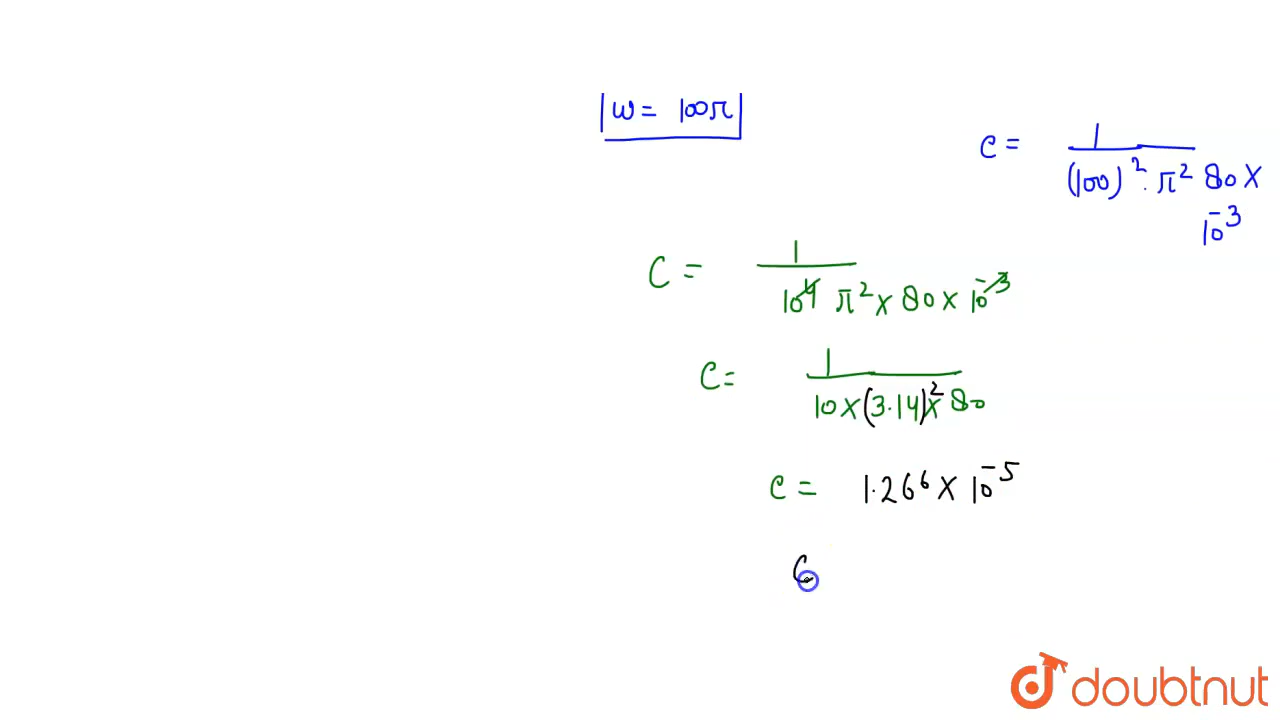 ω = 100π
C = 1 / (100)² · π² 80 × 10⁻³
C = 1 / 10⁴ π² × 80 × 10⁻³
C = 1 / 10 × (3.14)² × 80
C = 1.266 × 10⁻⁵
C
doubtnut